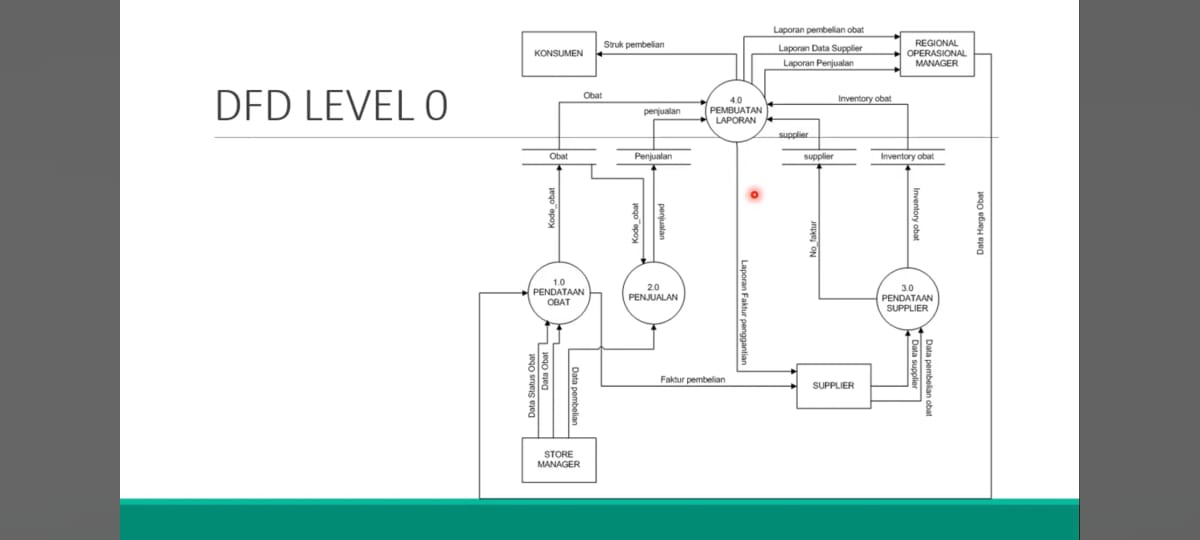 DFD LEVEL 0
KONSUMEN
Struk pembelian
Laporan pembelian obat
Laporan Data Supplier
Laporan Penjualan
REGIONAL
OPERASIONAL
MANAGER
Obat
penjualan
4.0
PEMBUATAN
LAPORAN
Inventory obat
supplier
Obat
Penjualan
supplier
Inventory obat
Kode_obat
Kode_obat
penjualan
No_faktur
Inventory obat
Data Harga Obat
1.0
PENDATAAN
OBAT
2.0
PENJUALAN
Laporan Faktur penggantian
3.0
PENDATAAN
SUPPLIER
Data Status Obat
Data Obat
Data pembelian
Faktur pembelian
SUPPLIER
Data supplier
Data pembelian obat
STORE
MANAGER